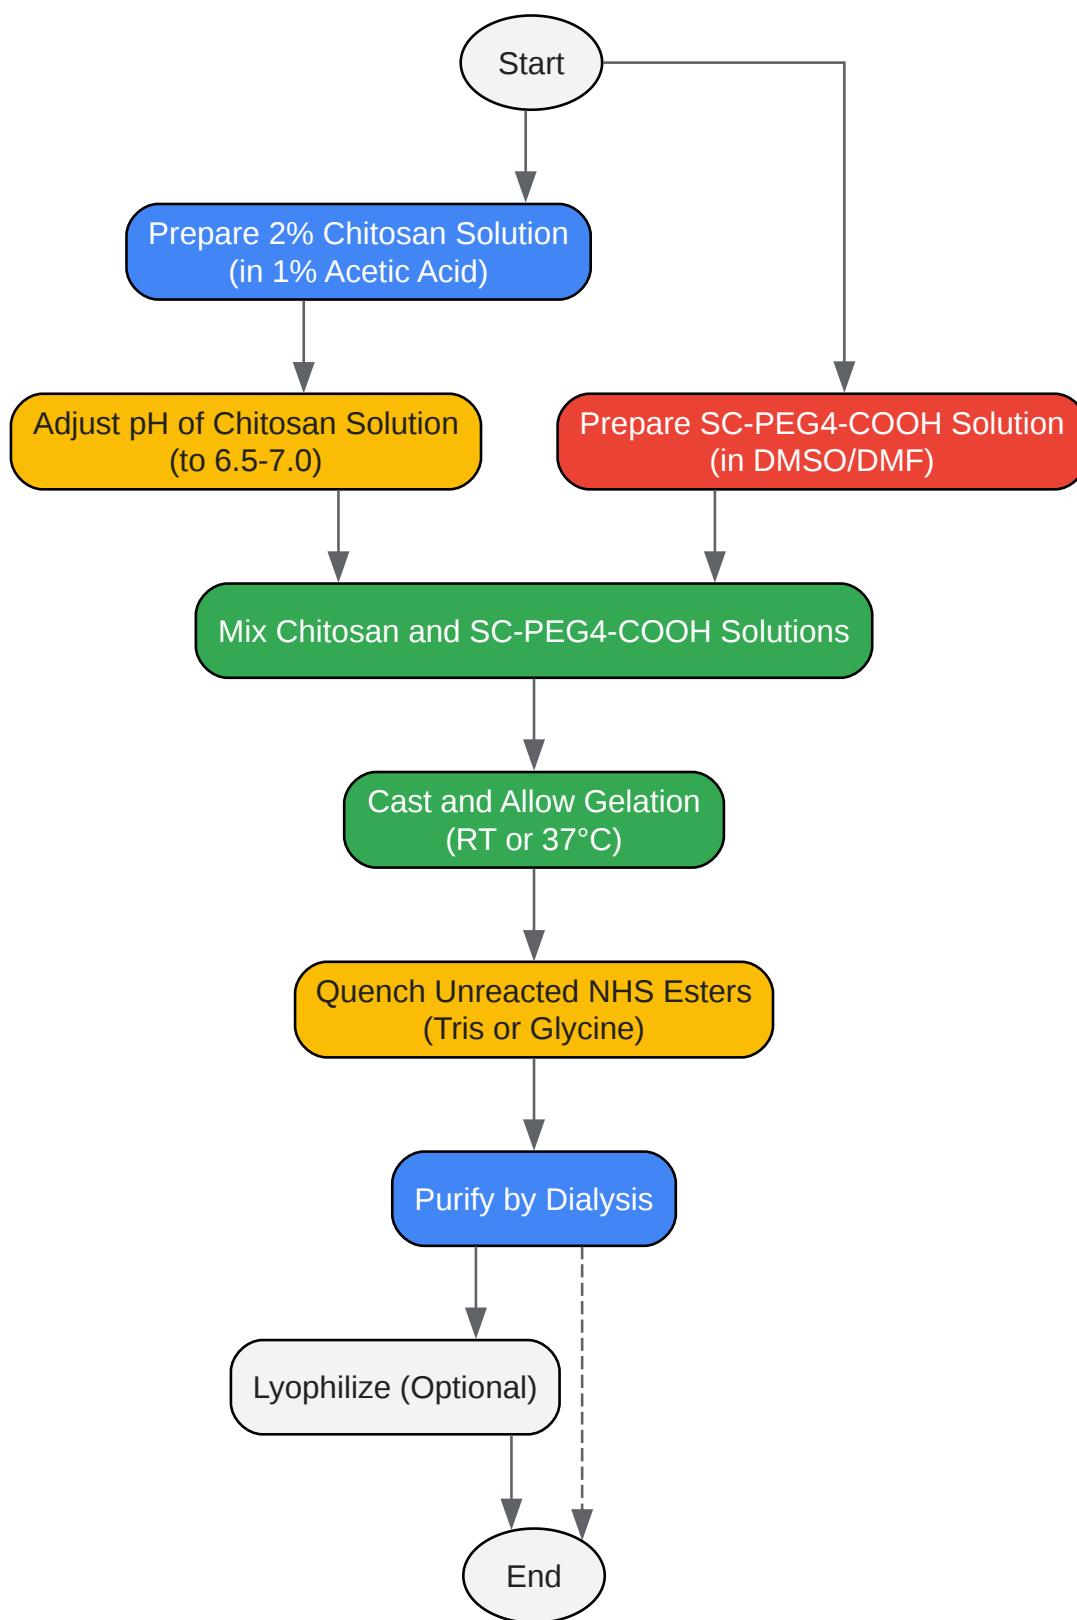 Start
Prepare 2% Chitosan Solution
(in 1% Acetic Acid)
Adjust pH of Chitosan Solution
(to 6.5-7.0)
Prepare SC-PEG4-COOH Solution
(in DMSO/DMF)
Mix Chitosan and SC-PEG4-COOH Solutions
Cast and Allow Gelation
(RT or 37°C)
Quench Unreacted NHS Esters
(Tris or Glycine)
Purify by Dialysis
Lyophilize (Optional)
End